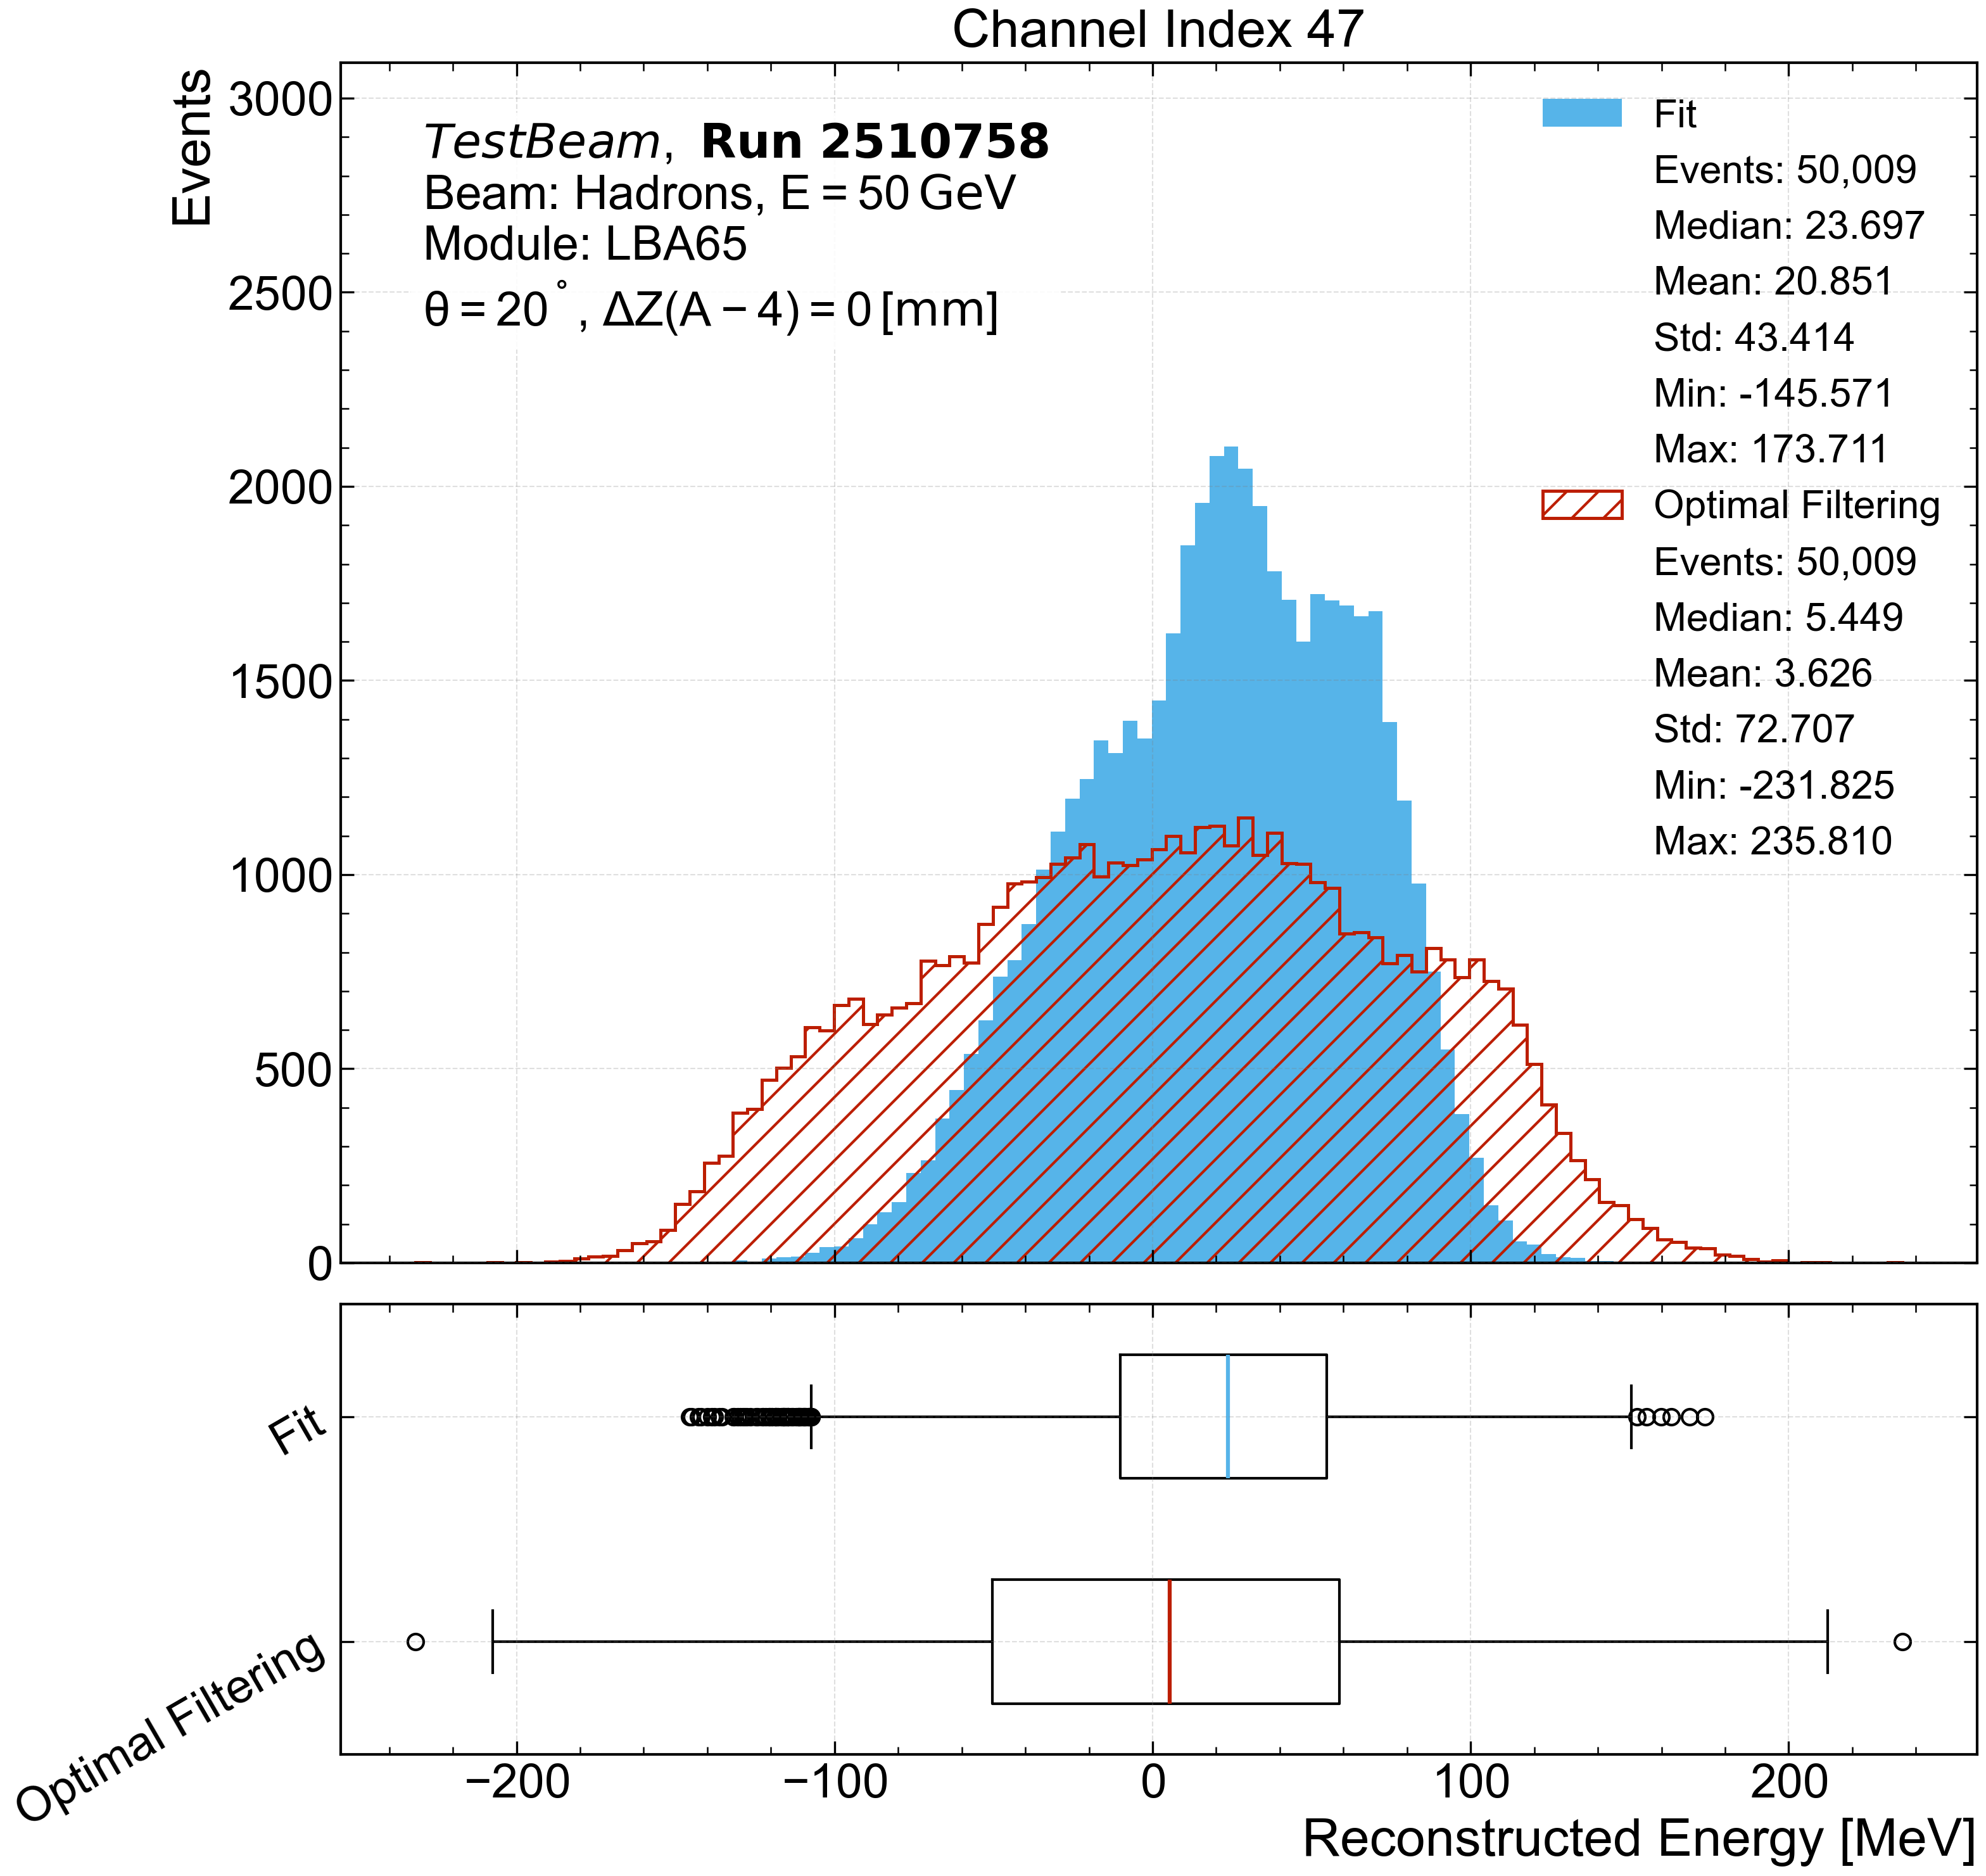 Channel Index 47
Events
3000
2500
2000
1500
1000
500
0
TestBeam, Run 2510758
Beam: Hadrons, E = 50 GeV
Module: LBA65
θ = 20°, ΔZ(A − 4) = 0 [mm]
Fit
Events: 50,009
Median: 23.697
Mean: 20.851
Std: 43.414
Min: -145.571
Max: 173.711
Optimal Filtering
Events: 50,009
Median: 5.449
Mean: 3.626
Std: 72.707
Min: -231.825
Max: 235.810
Fit
Optimal Filtering
−200 −100 0 100 200
Reconstructed Energy [MeV]